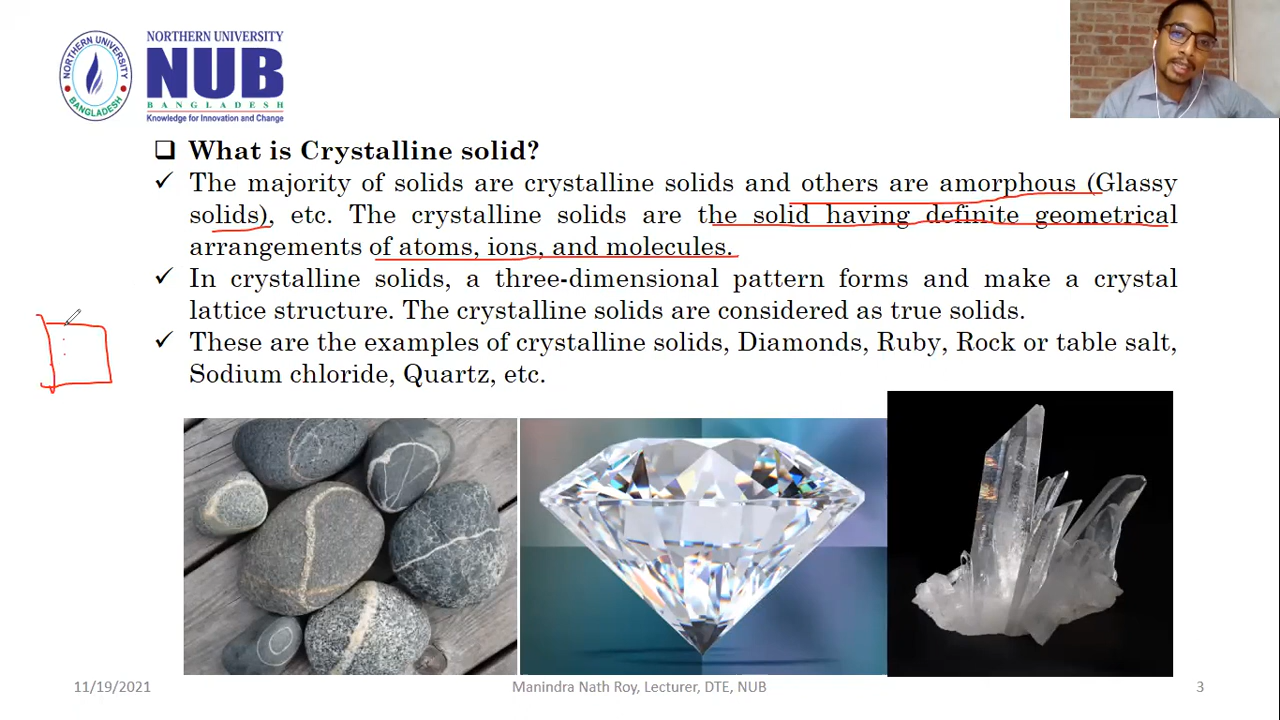 NORTHERN UNIVERSITY
BANGLADESH
NORTHERN UNIVERSITY
NUB
BANGLADESH
Knowledge for Innovation and Change
What is Crystalline solid?
The majority of solids are crystalline solids and others are amorphous (Glassy
solids), etc. The crystalline solids are the solid having definite geometrical
arrangements of atoms, ions, and molecules.
In crystalline solids, a three-dimensional pattern forms and make a crystal
lattice structure. The crystalline solids are considered as true solids.
These are the examples of crystalline solids, Diamonds, Ruby, Rock or table salt,
Sodium chloride, Quartz, etc.
11/19/2021
Manindra Nath Roy, Lecturer, DTE, NUB
3